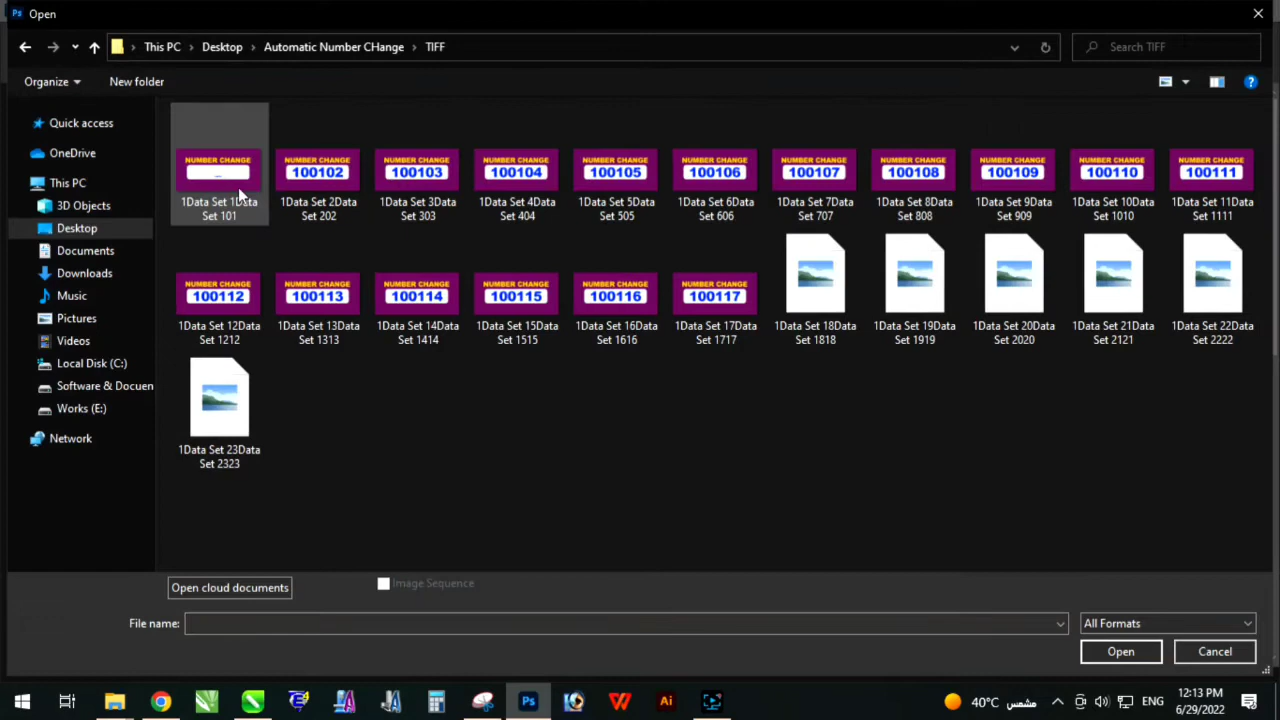 Ps Open
This PC Desktop Automatic Number CHange TIFF
Search TIFF
Organize
New folder
Quick access
OneDrive
This PC
3D Objects
Desktop
Documents
Downloads
Music
Pictures
Videos
Local Disk (C:)
Software & Docuen
Works (E:)
Network
NUMBER CHANGE
_
1Data Set 1Data
Set 101
NUMBER CHANGE
100102
1Data Set 2Data
Set 202
NUMBER CHANGE
100103
1Data Set 3Data
Set 303
NUMBER CHANGE
100104
1Data Set 4Data
Set 404
NUMBER CHANGE
100105
1Data Set 5Data
Set 505
NUMBER CHANGE
100106
1Data Set 6Data
Set 606
NUMBER CHANGE
100107
1Data Set 7Data
Set 707
NUMBER CHANGE
100108
1Data Set 8Data
Set 808
NUMBER CHANGE
100109
1Data Set 9Data
Set 909
NUMBER CHANGE
100110
1Data Set 10Data
Set 1010
NUMBER CHANGE
100111
1Data Set 11Data
Set 1111
NUMBER CHANGE
100112
1Data Set 12Data
Set 1212
NUMBER CHANGE
100113
1Data Set 13Data
Set 1313
NUMBER CHANGE
100114
1Data Set 14Data
Set 1414
NUMBER CHANGE
100115
1Data Set 15Data
Set 1515
NUMBER CHANGE
100116
1Data Set 16Data
Set 1616
NUMBER CHANGE
100117
1Data Set 17Data
Set 1717
1Data Set 18Data
Set 1818
1Data Set 19Data
Set 1919
1Data Set 20Data
Set 2020
1Data Set 21Data
Set 2121
1Data Set 22Data
Set 2222
1Data Set 23Data
Set 2323
Open cloud documents
Image Sequence
File name:
All Formats
Open
Cancel
Ps
Ai
40°C مشمس
ENG
12:13 PM
6/29/2022